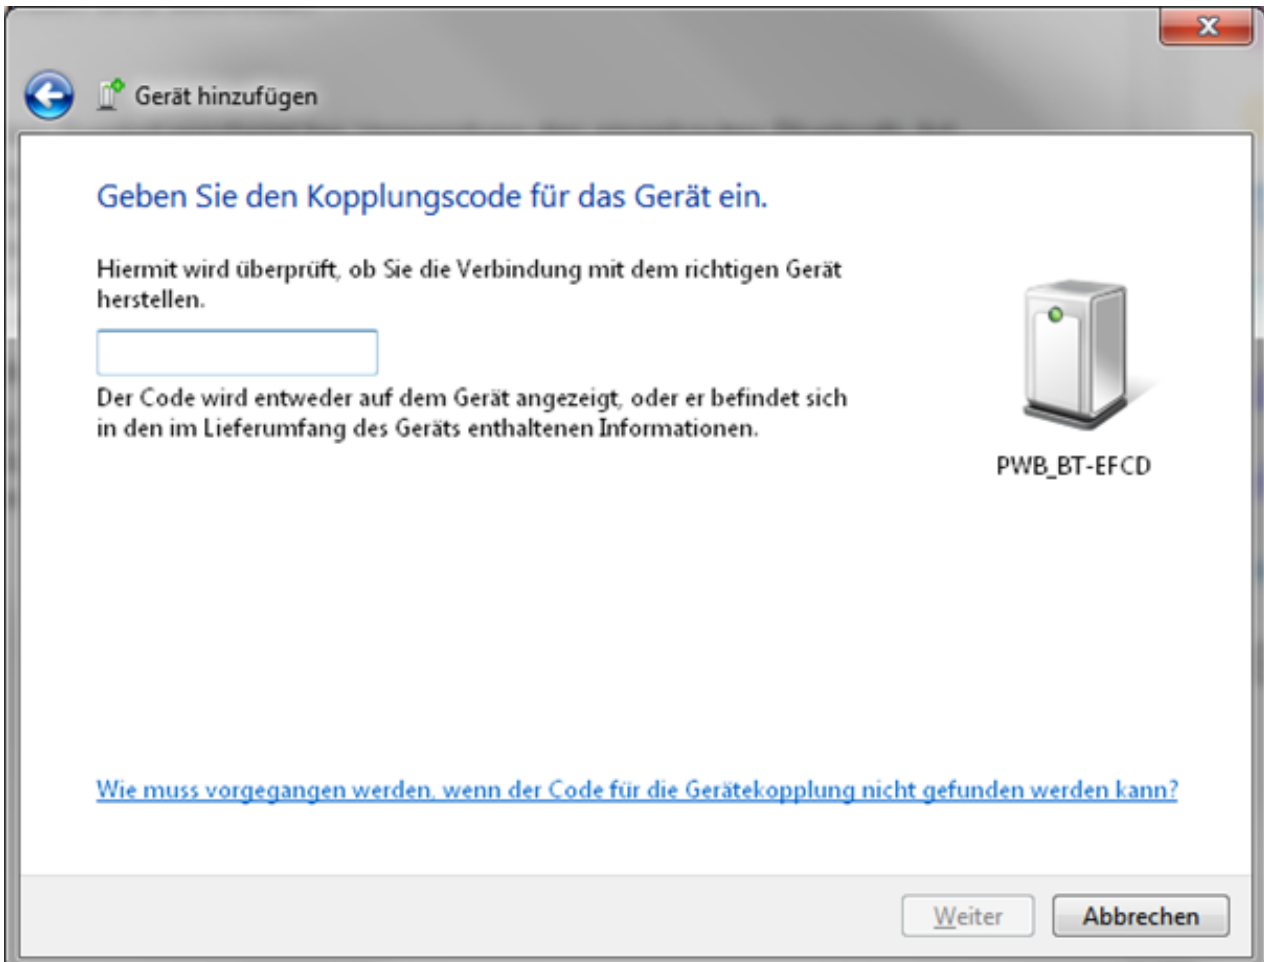 Gerät hinzufügen
Geben Sie den Kopplungscode für das Gerät ein.
Hiermit wird überprüft, ob Sie die Verbindung mit dem richtigen Gerät
herstellen.
Der Code wird entweder auf dem Gerät angezeigt, oder er befindet sich
in den im Lieferumfang des Geräts enthaltenen Informationen.
PWB_BT-EFCD
Wie muss vorgegangen werden, wenn der Code für die Gerätekopplung nicht gefunden werden kann?
Weiter
Abbrechen